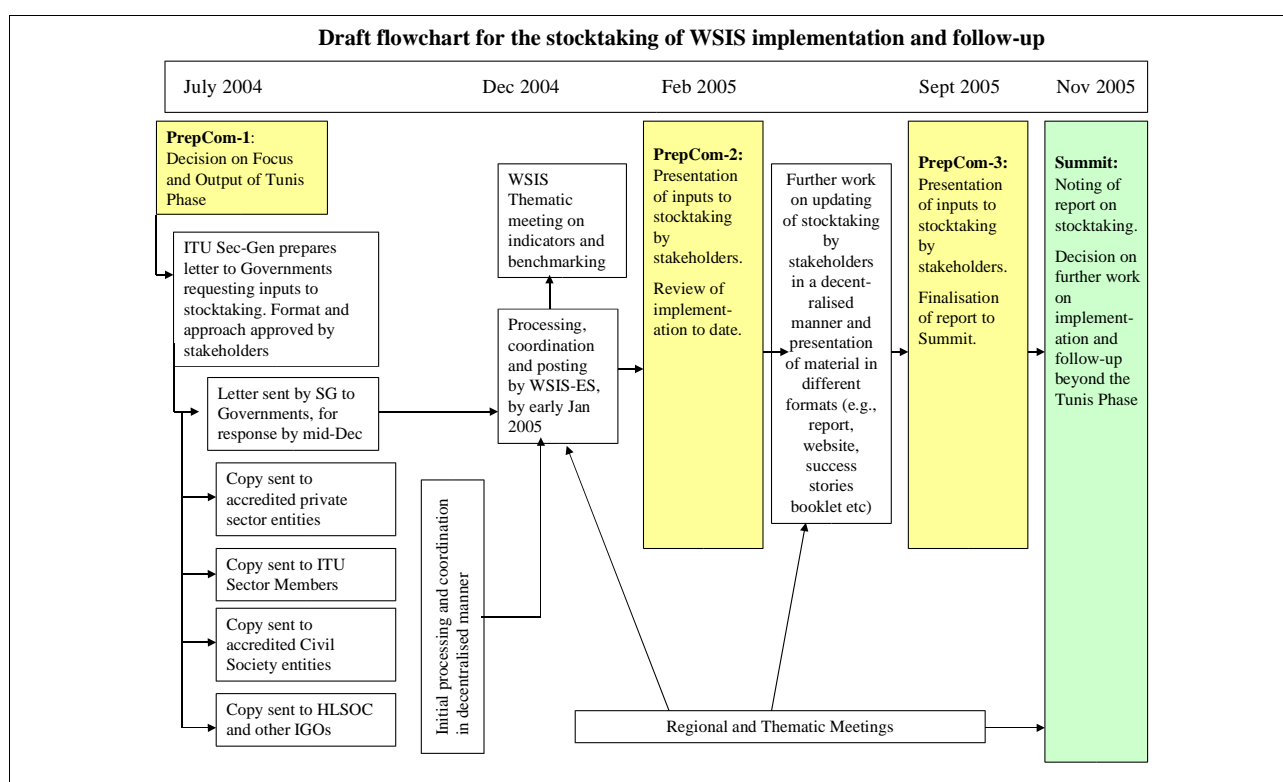 Draft flowchart for the stocktaking of WSIS implementation and follow-up
July 2004
Dec 2004
Feb 2005
Sept 2005
Nov 2005
PrepCom-1:
Decision on Focus
and Output of Tunis
Phase
ITU Sec-Gen prepares
letter to Governments
requesting inputs to
stocktaking. Format and
approach approved by
stakeholders
Letter sent by SG to
Governments, for
response by mid-Dec
Copy sent to
accredited private
sector entities
Copy sent to ITU
Sector Members
Copy sent to
accredited Civil
Society entities
Copy sent to HLSOC
and other IGOs
Initial processing and coordination
in decentralised manner
WSIS
Thematic
meeting on
indicators and
benchmarking
Processing,
coordination
and posting
by WSIS-ES,
by early Jan
2005
PrepCom-2:
Presentation
of inputs to
stocktaking
by
stakeholders.
Review of
implement-
ation to date.
Further work
on updating
of stocktaking
by
stakeholders
in a decent-
ralised
manner and
presentation
of material in
different
formats (e.g.,
report,
website,
success
stories
booklet etc)
PrepCom-3:
Presentation
of inputs to
stocktaking
by
stakeholders.
Finalisation
of report to
Summit.
Summit:
Noting of
report on
stocktaking.
Decision on
further work
on
implement-
ation and
follow-up
beyond the
Tunis Phase
Regional and Thematic Meetings